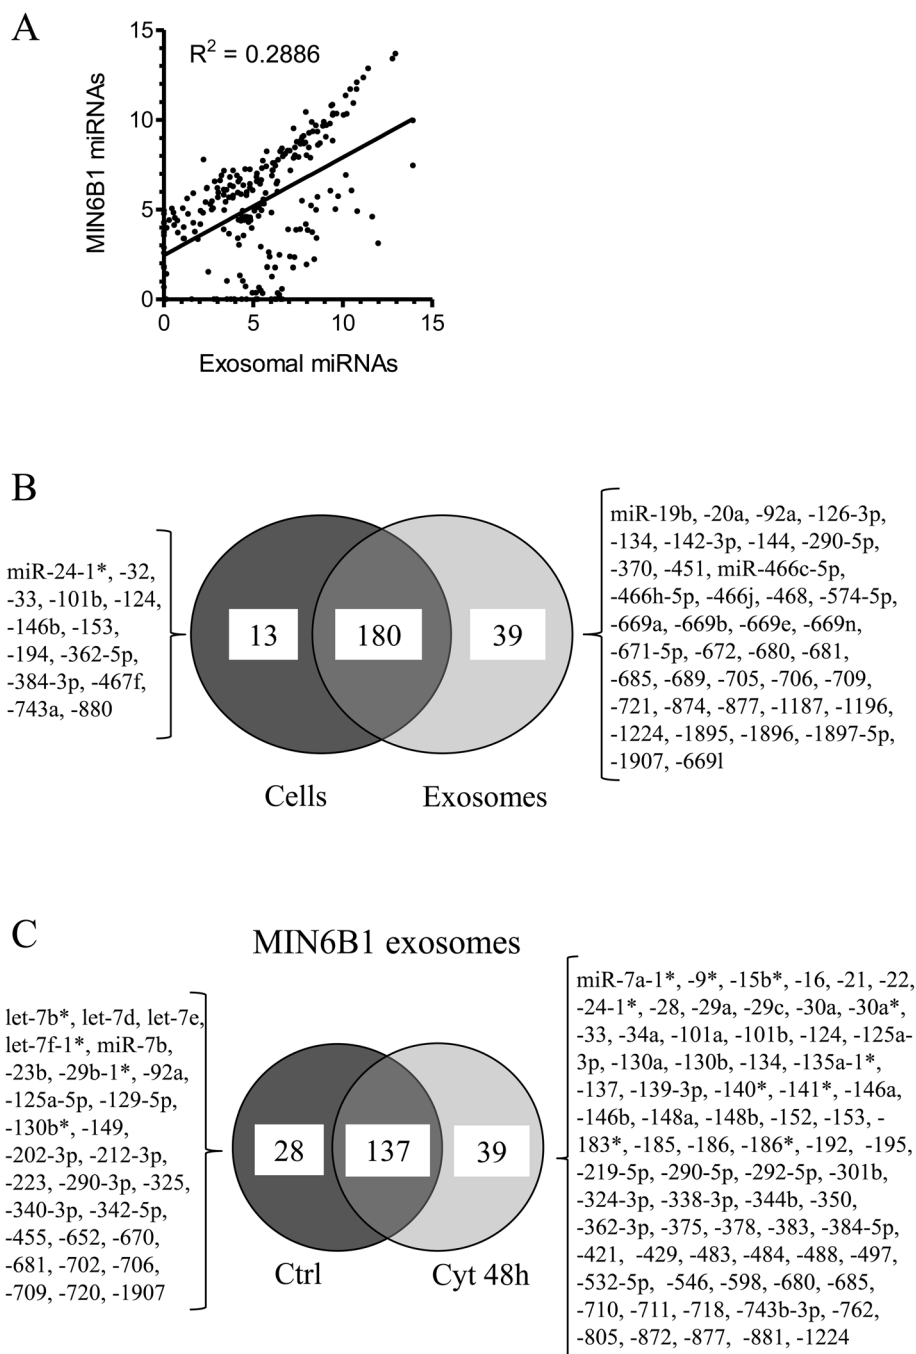 A
15
R² = 0.2886
10
MIN6B1 miRNAs
5
0
0 5 10 15
Exosomal miRNAs
B
miR-24-1*, -32,
-33, -101b, -124,
-146b, -153,
-194, -362-5p,
-384-3p, -467f,
-743a, -880
13
180
39
Cells
Exosomes
miR-19b, -20a, -92a, -126-3p,
-134, -142-3p, -144, -290-5p,
-370, -451, miR-466c-5p,
-466h-5p, -466j, -468, -574-5p,
-669a, -669b, -669e, -669n,
-671-5p, -672, -680, -681,
-685, -689, -705, -706, -709,
-721, -874, -877, -1187, -1196,
-1224, -1895, -1896, -1897-5p,
-1907, -669l
C
MIN6B1 exosomes
let-7b*, let-7d, let-7e,
let-7f-1*, miR-7b,
-23b, -29b-1*, -92a,
-125a-5p, -129-5p,
-130b*, -149,
-202-3p, -212-3p,
-223, -290-3p, -325,
-340-3p, -342-5p,
-455, -652, -670,
-681, -702, -706,
-709, -720, -1907
28
137
39
Ctrl
Cyt 48h
miR-7a-1*, -9*, -15b*, -16, -21, -22,
-24-1*, -28, -29a, -29c, -30a, -30a*,
-33, -34a, -101a, -101b, -124, -125a-
3p, -130a, -130b, -134, -135a-1*,
-137, -139-3p, -140*, -141*, -146a,
-146b, -148a, -148b, -152, -153, -
183*, -185, -186, -186*, -192, -195,
-219-5p, -290-5p, -292-5p, -301b,
-324-3p, -338-3p, -344b, -350,
-362-3p, -375, -378, -383, -384-5p,
-421, -429, -483, -484, -488, -497,
-532-5p, -546, -598, -680, -685,
-710, -711, -718, -743b-3p, -762,
-805, -872, -877, -881, -1224